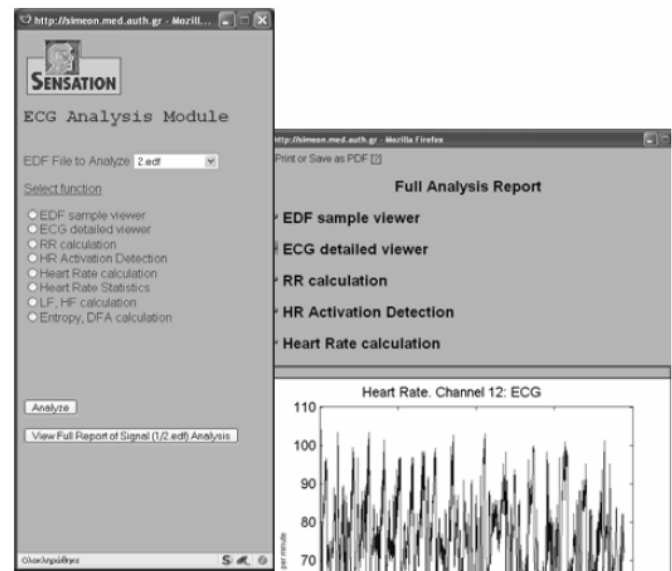 http://simeon.med.auth.gr - Mozill...
SENSATION
ECG Analysis Module
EDF File to Analyze 2.edf
Select function
EDF sample viewer
ECG detailed viewer
RR calculation
HR Activation Detection
Heart Rate calculation
Heart Rate Statistics
LF, HF calculation
Entropy, DFA calculation
Analyze
View Full Report of Signal (1/2.edf) Analysis
Ολοκληρώθηκε
http://simeon.med.auth.gr - Mozilla Firefox
Print or Save as PDF [?]
Full Analysis Report
EDF sample viewer
ECG detailed viewer
RR calculation
HR Activation Detection
Heart Rate calculation
Heart Rate. Channel 12: ECG
110
100
90
80
70
per minute